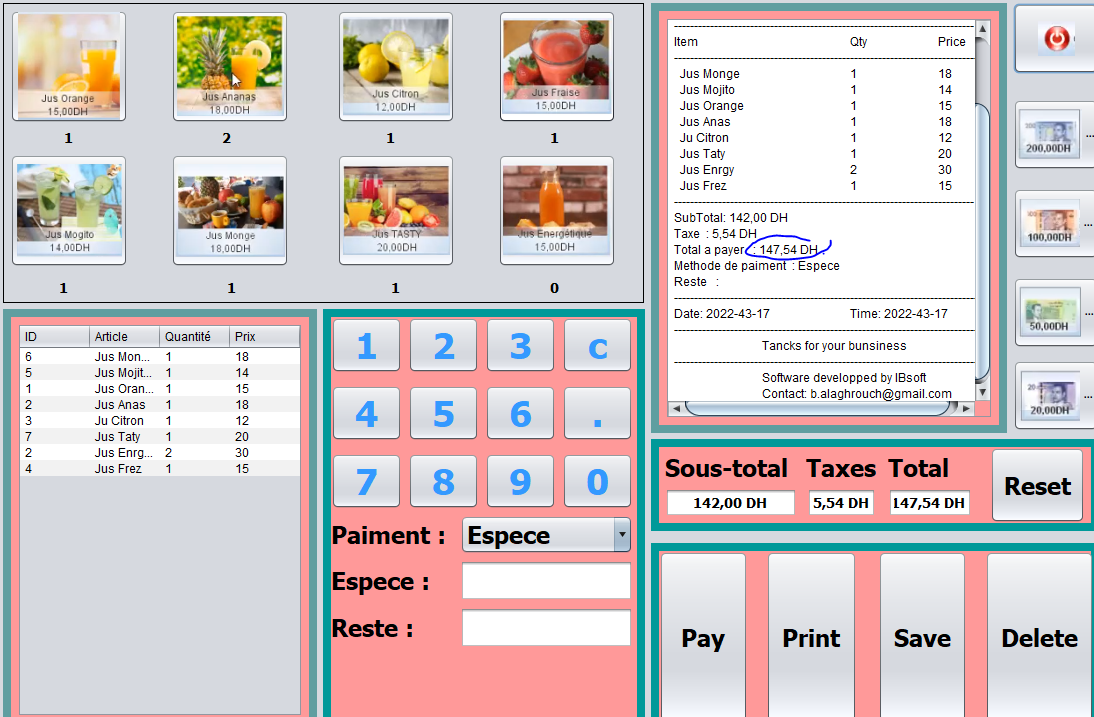 Jus Orange
15,00DH
1
Jus Ananas
18,00DH
2
Jus Citron
12,00DH
1
Jus Fraise
15,00DH
1
Jus Mogito
14,00DH
1
Jus Monge
18,00DH
1
Jus TASTY
20,00DH
1
Jus Energétique
15,00DH
0
ID Article Quantité Prix
6 Jus Mon... 1 18
5 Jus Mojit... 1 14
1 Jus Oran... 1 15
2 Jus Anas 1 18
3 Ju Citron 1 12
7 Jus Taty 1 20
2 Jus Enrg... 2 30
4 Jus Frez 1 15
1 2 3 c
4 5 6 .
7 8 9 0
Paiment : Espece
Espece :
Reste :
Item Qty Price
Jus Monge 1 18
Jus Mojito 1 14
Jus Orange 1 15
Jus Anas 1 18
Ju Citron 1 12
Jus Taty 1 20
Jus Enrgy 2 30
Jus Frez 1 15
SubTotal: 142,00 DH
Taxe : 5,54 DH
Total a payer : 147,54 DH
Methode de paiment : Espece
Reste :
Date: 2022-43-17 Time: 2022-43-17
Tancks for your bunsiness
Software developped by IBsoft
Contact: b.alaghrouch@gmail.com
200,00DH ...
100,00DH ...
50,00DH ...
20,00DH ...
Sous-total Taxes Total
142,00 DH 5,54 DH 147,54 DH
Reset
Pay Print Save Delete